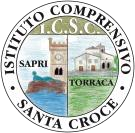 ISTITUTO COMPRENSIVO
I.C.S.C.
SAPRI
TORRACA
SANTA CROCE